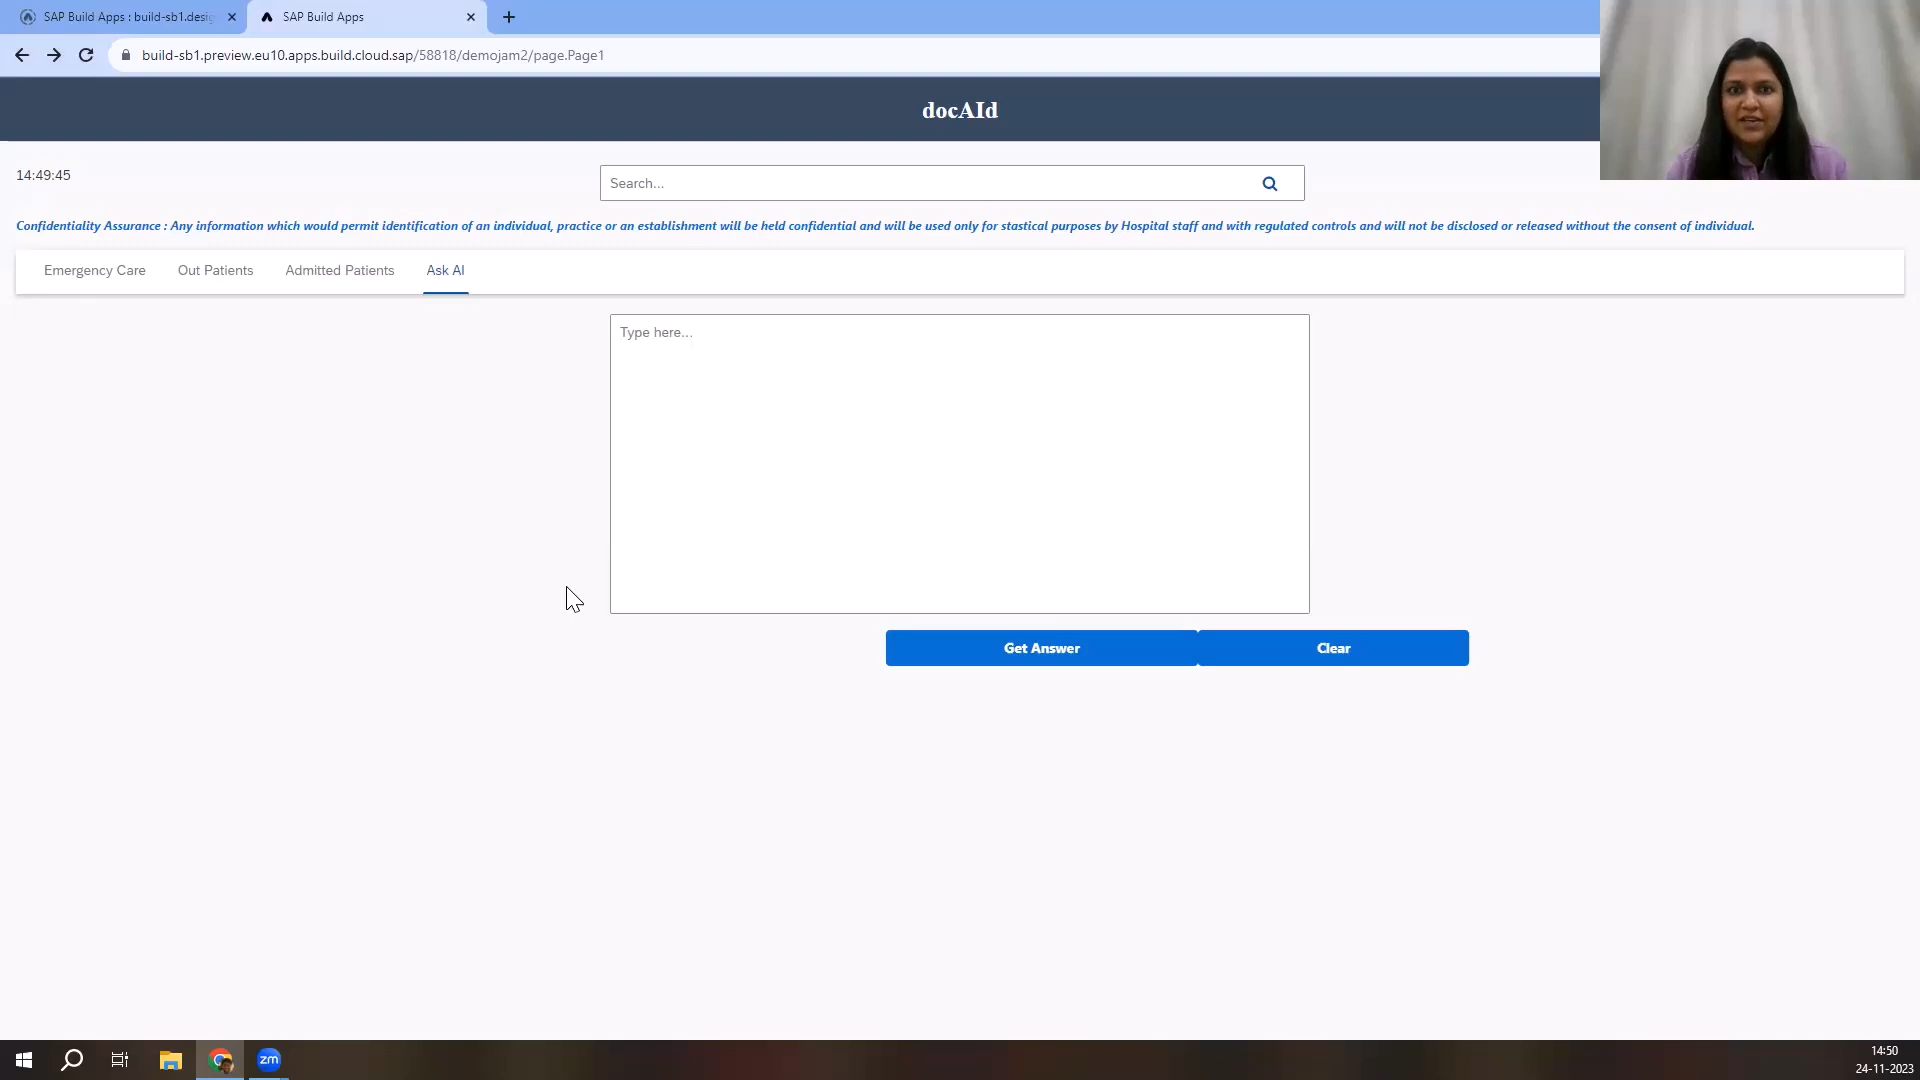 SAP Build Apps : build-sb1.desig
SAP Build Apps
build-sb1.preview.eu10.apps.build.cloud.sap/58818/demojam2/page.Page1
docAId
14:49:45
Search...
Confidentiality Assurance : Any information which would permit identification of an individual, practice or an establishment will be held confidential and will be used only for stastical purposes by Hospital staff and with regulated controls and will not be disclosed or released without the consent of individual.
Emergency Care
Out Patients
Admitted Patients
Ask AI
Type here...
Get Answer
Clear
zm
14:50
24-11-2023